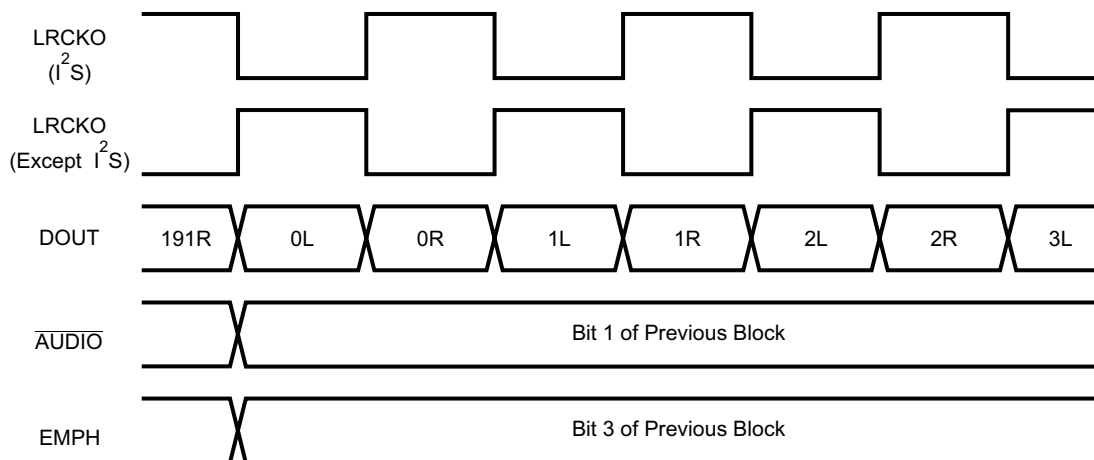 LRCKO
(I²S)
LRCKO
(Except I²S)
DOUT 191R 0L 0R 1L 1R 2L 2R 3L
AUDIO Bit 1 of Previous Block
EMPH Bit 3 of Previous Block